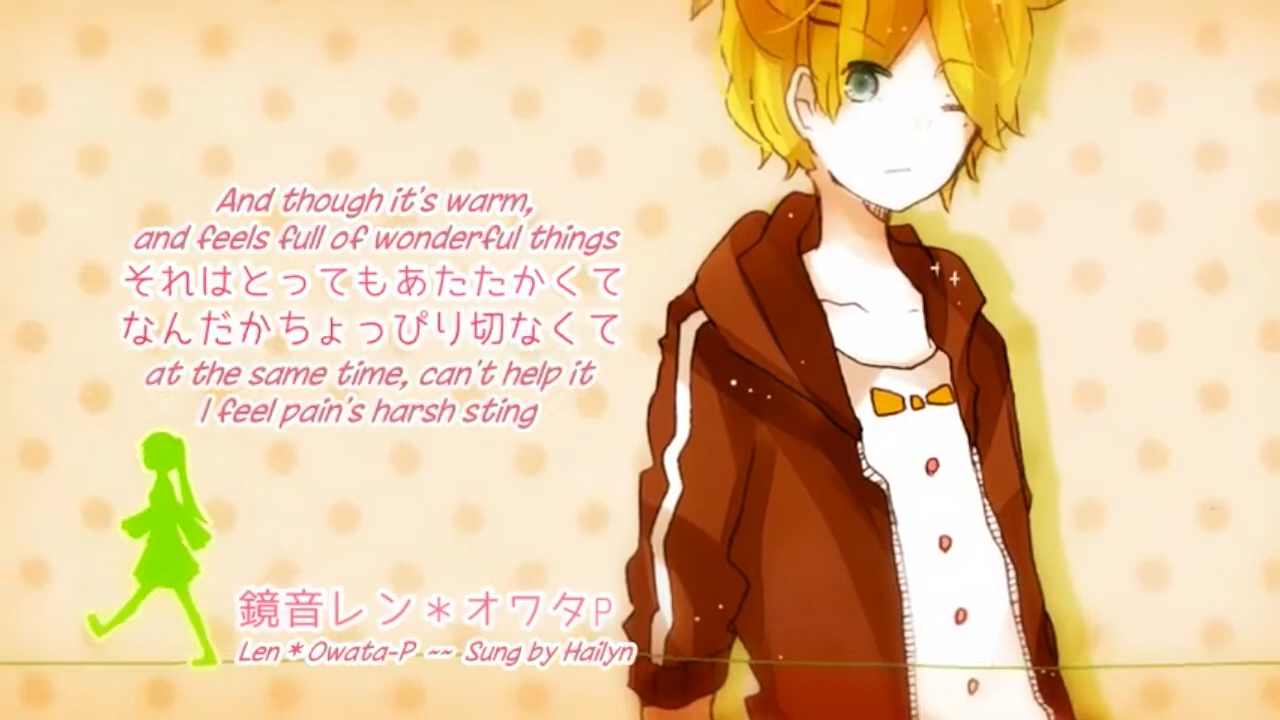 And though it's warm,
and feels full of wonderful things
それはとってもあたたかくて
なんだかちょっぴり切なくて
at the same time, can't help it
I feel pain's harsh sting
鏡音レン＊オワタP
Len * Owata-P ~~ Sung by Hailyn